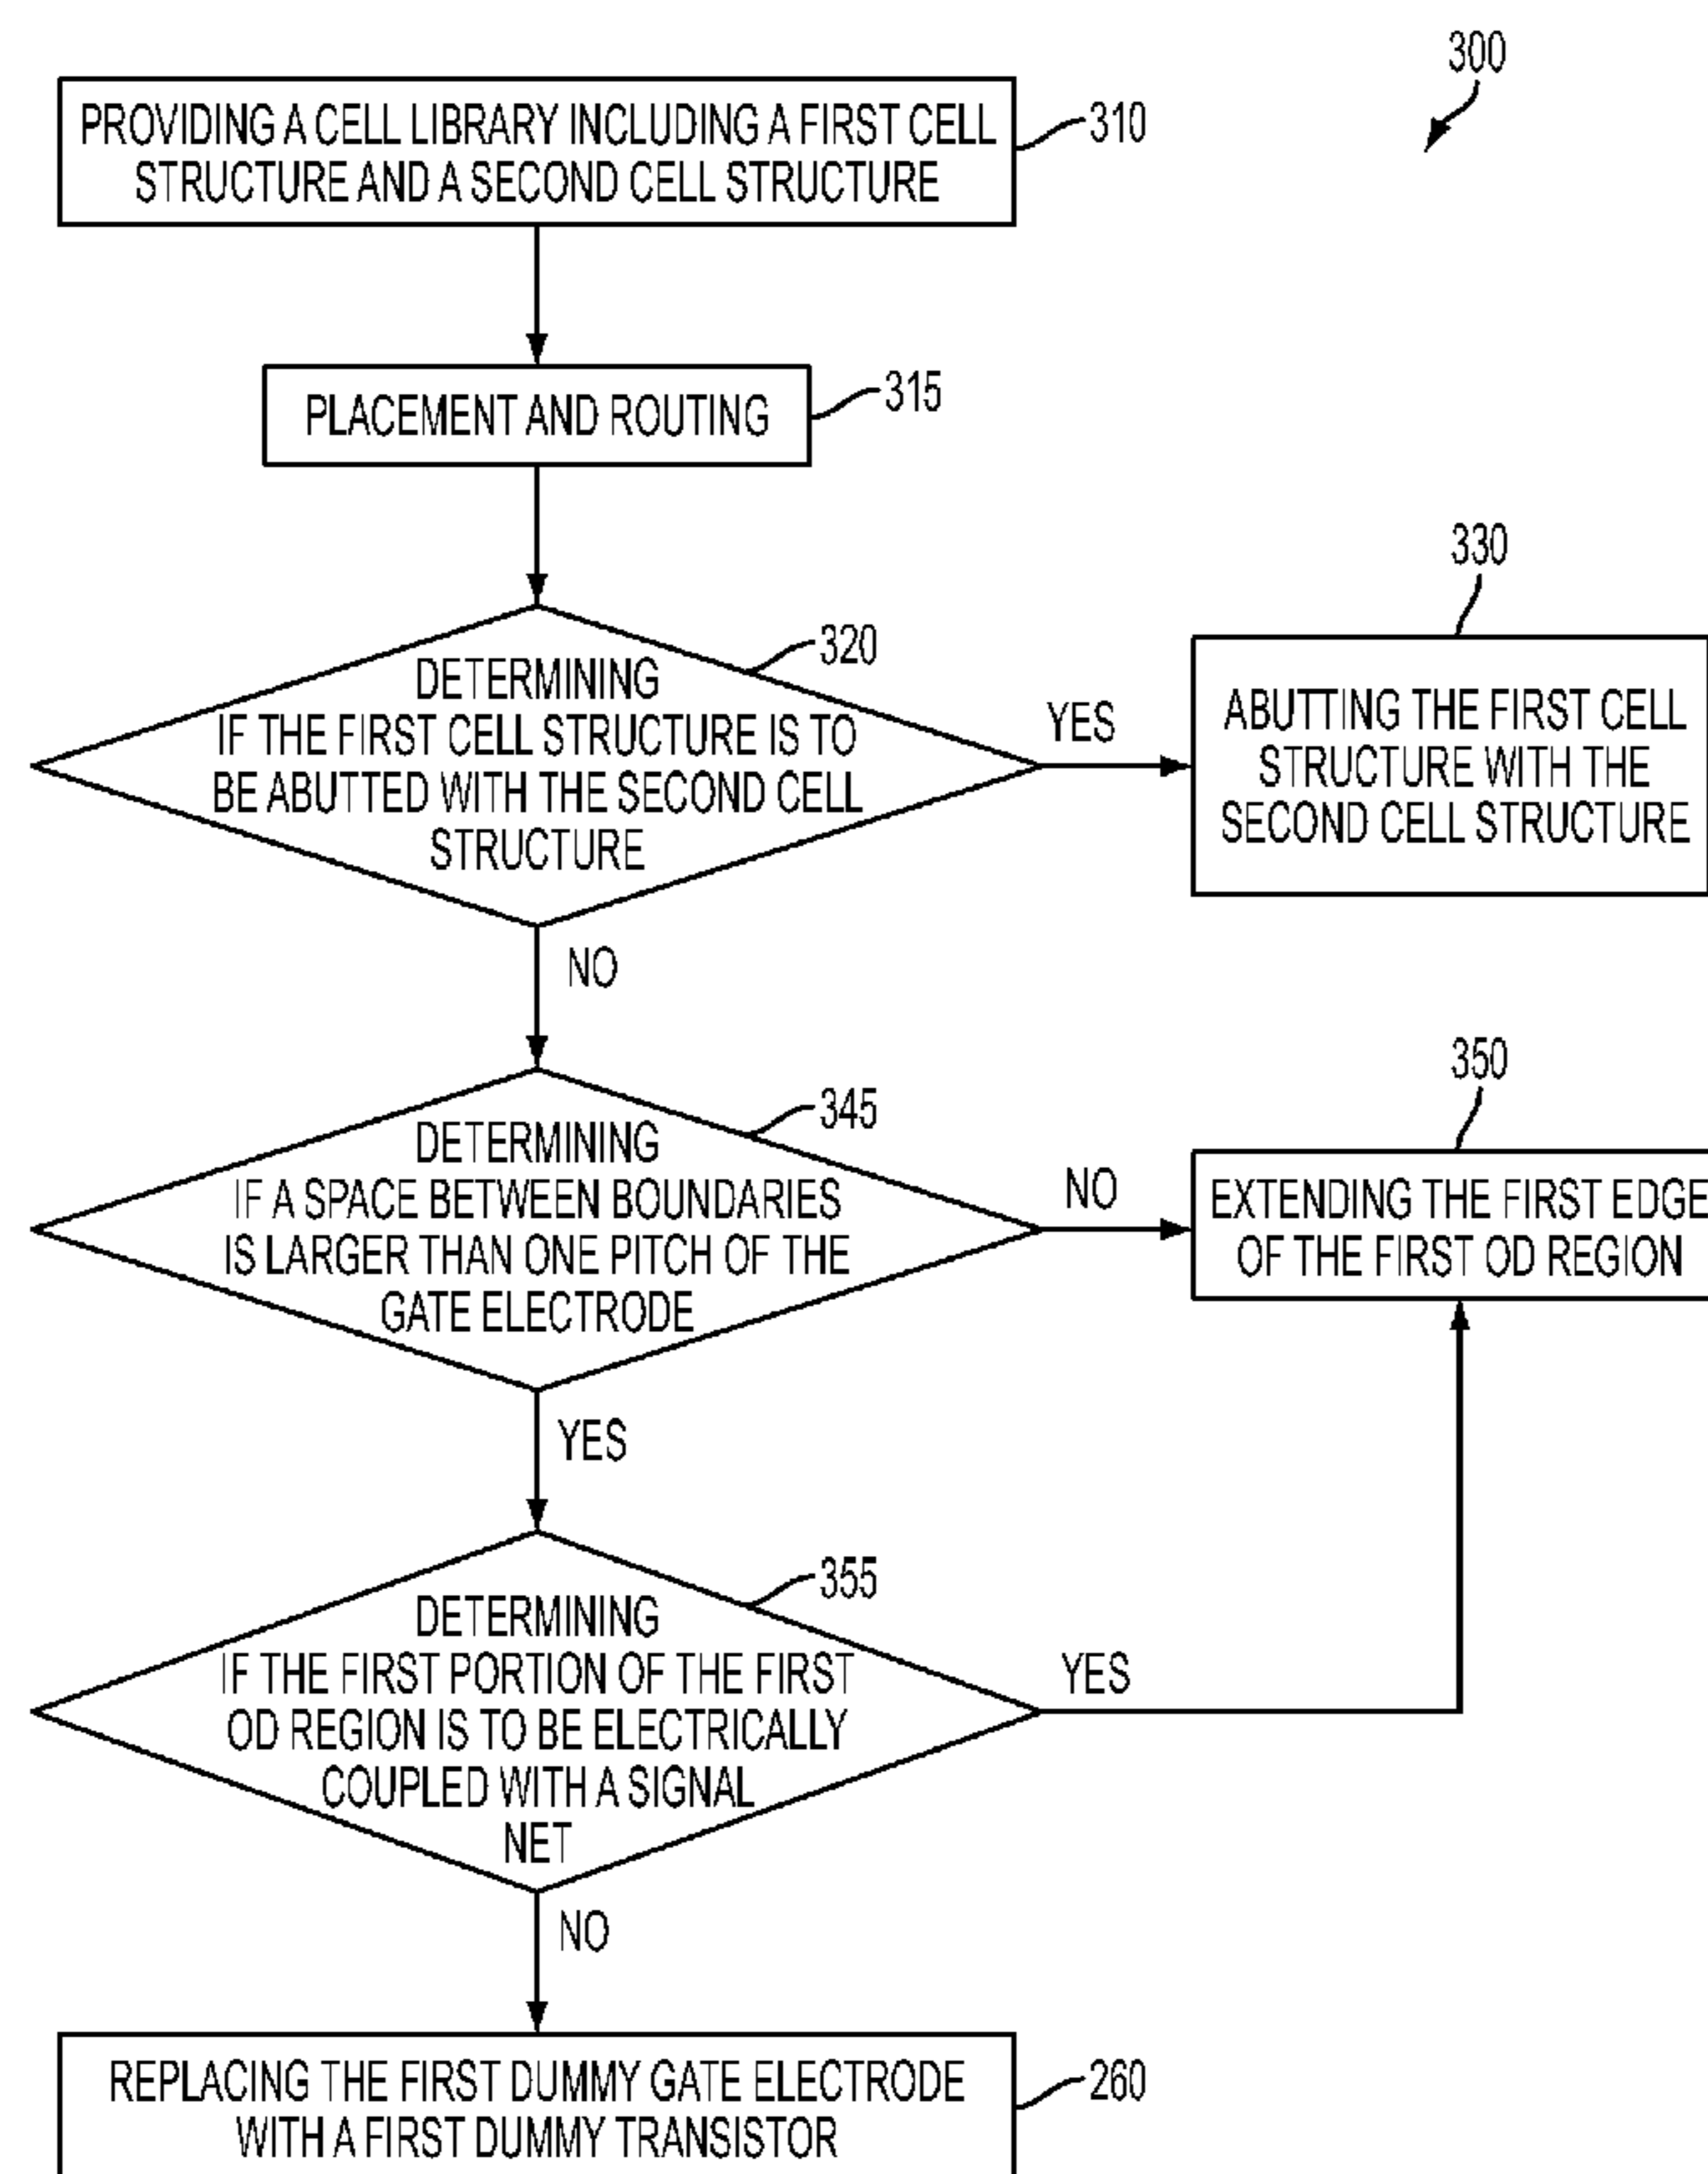 300
PROVIDING A CELL LIBRARY INCLUDING A FIRST CELL
STRUCTURE AND A SECOND CELL STRUCTURE
310
PLACEMENT AND ROUTING
315
330
320
DETERMINING
IF THE FIRST CELL STRUCTURE IS TO
BE ABUTTED WITH THE SECOND CELL
STRUCTURE
YES
ABUTTING THE FIRST CELL
STRUCTURE WITH THE
SECOND CELL STRUCTURE
NO
350
345
DETERMINING
IF A SPACE BETWEEN BOUNDARIES
IS LARGER THAN ONE PITCH OF THE
GATE ELECTRODE
NO
EXTENDING THE FIRST EDGE
OF THE FIRST OD REGION
YES
355
DETERMINING
IF THE FIRST PORTION OF THE FIRST
OD REGION IS TO BE ELECTRICALLY
COUPLED WITH A SIGNAL
NET
YES
NO
REPLACING THE FIRST DUMMY GATE ELECTRODE
WITH A FIRST DUMMY TRANSISTOR
260